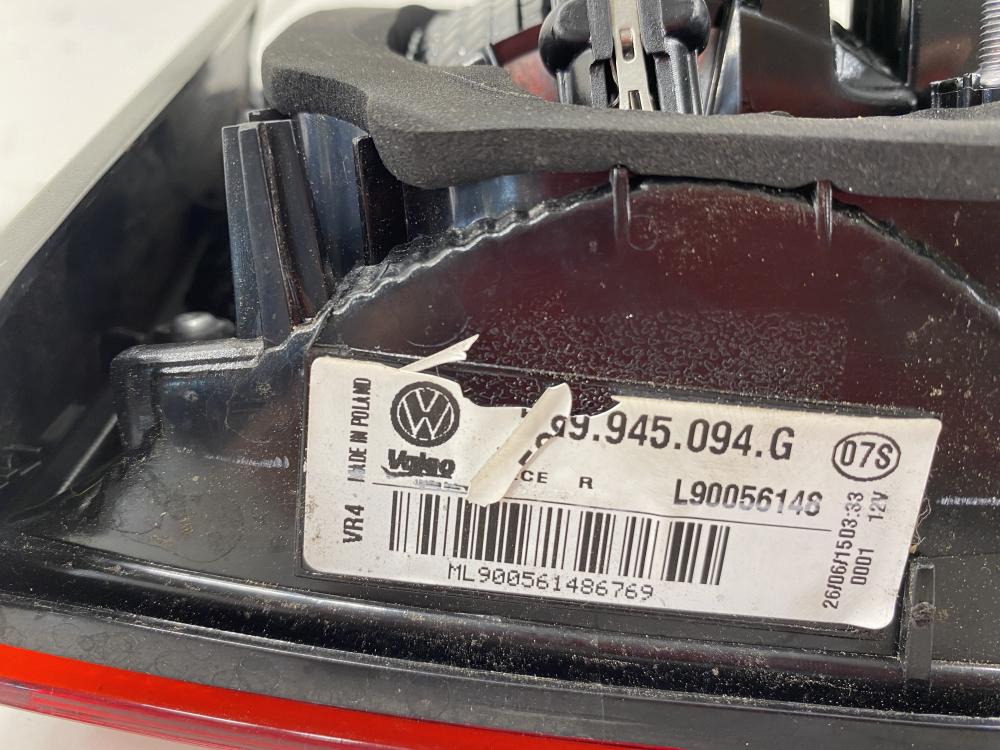 MADE IN POLAND
VR4
VW
Valeo
99.945.094.G
07S
CE R
L90056148
ML900561486769
26/06/15 03:33
0001 12V